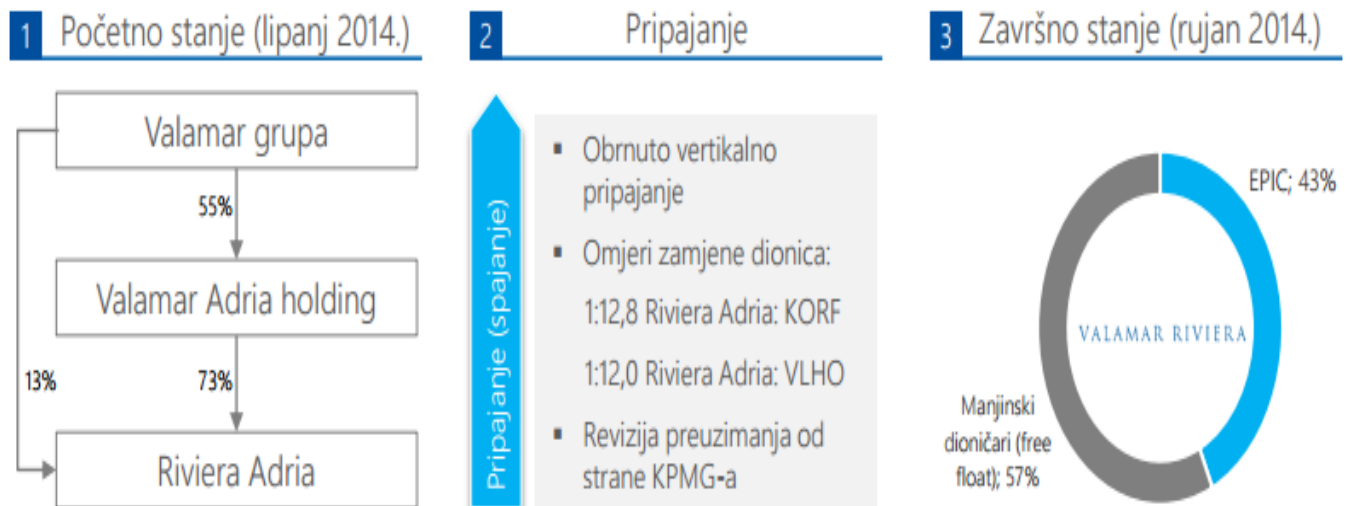 1 Početno stanje (lipanj 2014.)
Valamar grupa
55%
Valamar Adria holding
13%
73%
Riviera Adria
2 Pripajanje
Pripajanje (spajanje)
▪ Obrnuto vertikalno
pripajanje
▪ Omjeri zamjene dionica:
1:12,8 Riviera Adria: KORF
1:12,0 Riviera Adria: VLHO
▪ Revizija preuzimanja od
strane KPMG-a
3 Završno stanje (rujan 2014.)
EPIC; 43%
VALAMAR RIVIERA
Manjinski
dioničari (free
float); 57%